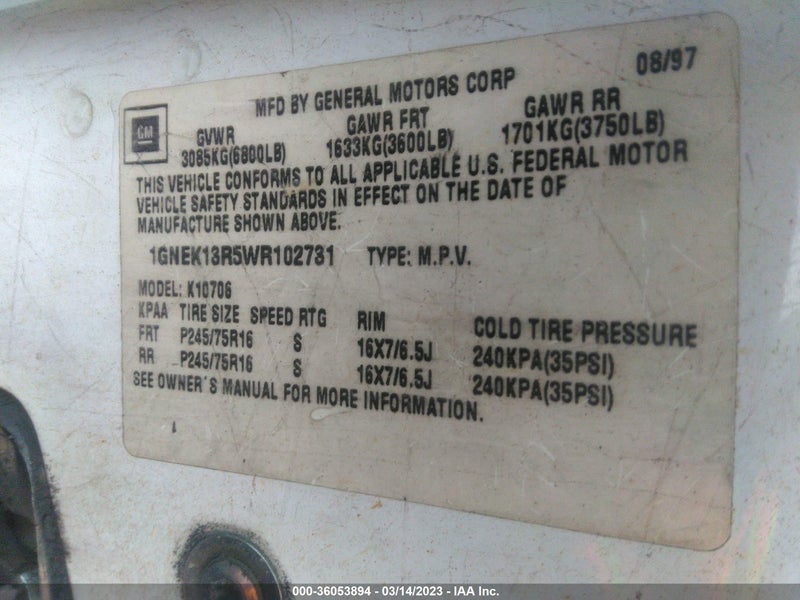 08/97
MFD BY GENERAL MOTORS CORP
GM
GVWR GAWR FRT GAWR RR
3085KG(6800LB) 1633KG(3600LB) 1701KG(3750LB)
THIS VEHICLE CONFORMS TO ALL APPLICABLE U.S. FEDERAL MOTOR
VEHICLE SAFETY STANDARDS IN EFFECT ON THE DATE OF
MANUFACTURE SHOWN ABOVE.
1GNEK13R5WR102731 TYPE: M.P.V.
MODEL: K10706
KPAA TIRE SIZE SPEED RTG RIM COLD TIRE PRESSURE
FRT P245/75R16 S 16X7/6.5J 240KPA(35PSI)
RR P245/75R16 S 16X7/6.5J 240KPA(35PSI)
SEE OWNER'S MANUAL FOR MORE INFORMATION.
000-36053894 - 03/14/2023 - IAA Inc.